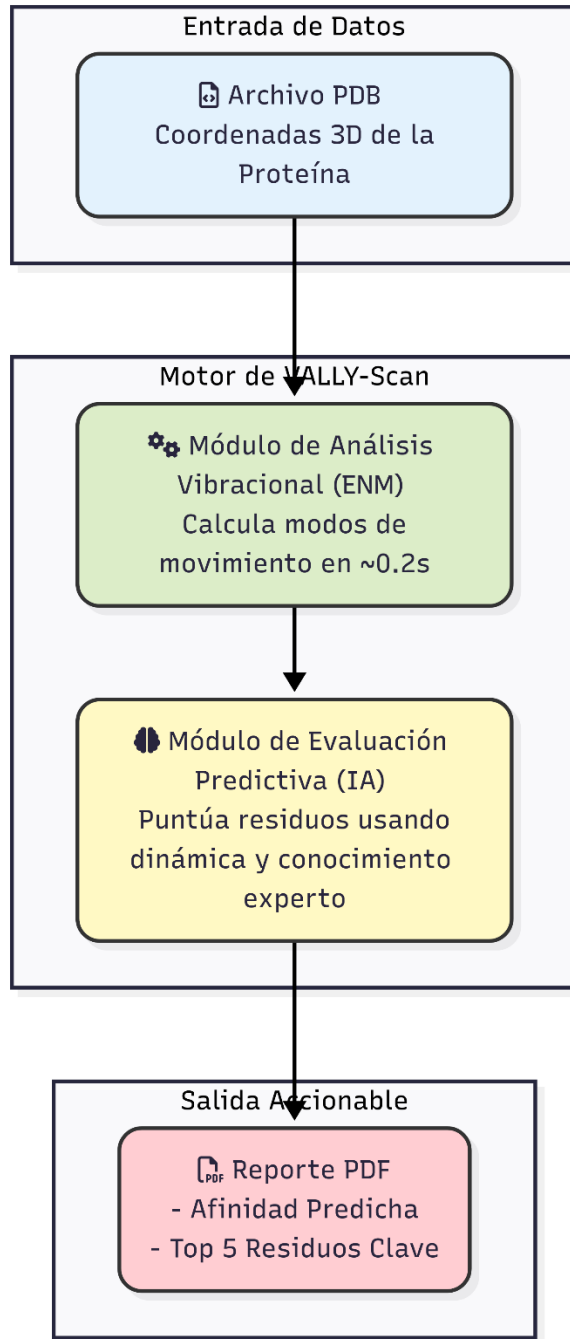 Entrada de Datos
Archivo PDB
Coordenadas 3D de la
Proteína
Motor de VALLY-Scan
Módulo de Análisis
Vibracional (ENM)
Calcula modos de
movimiento en ~0.2s
Módulo de Evaluación
Predictiva (IA)
Puntúa residuos usando
dinámica y conocimiento
experto
Salida Accionable
PDF
Reporte PDF
- Afinidad Predicha
- Top 5 Residuos Clave